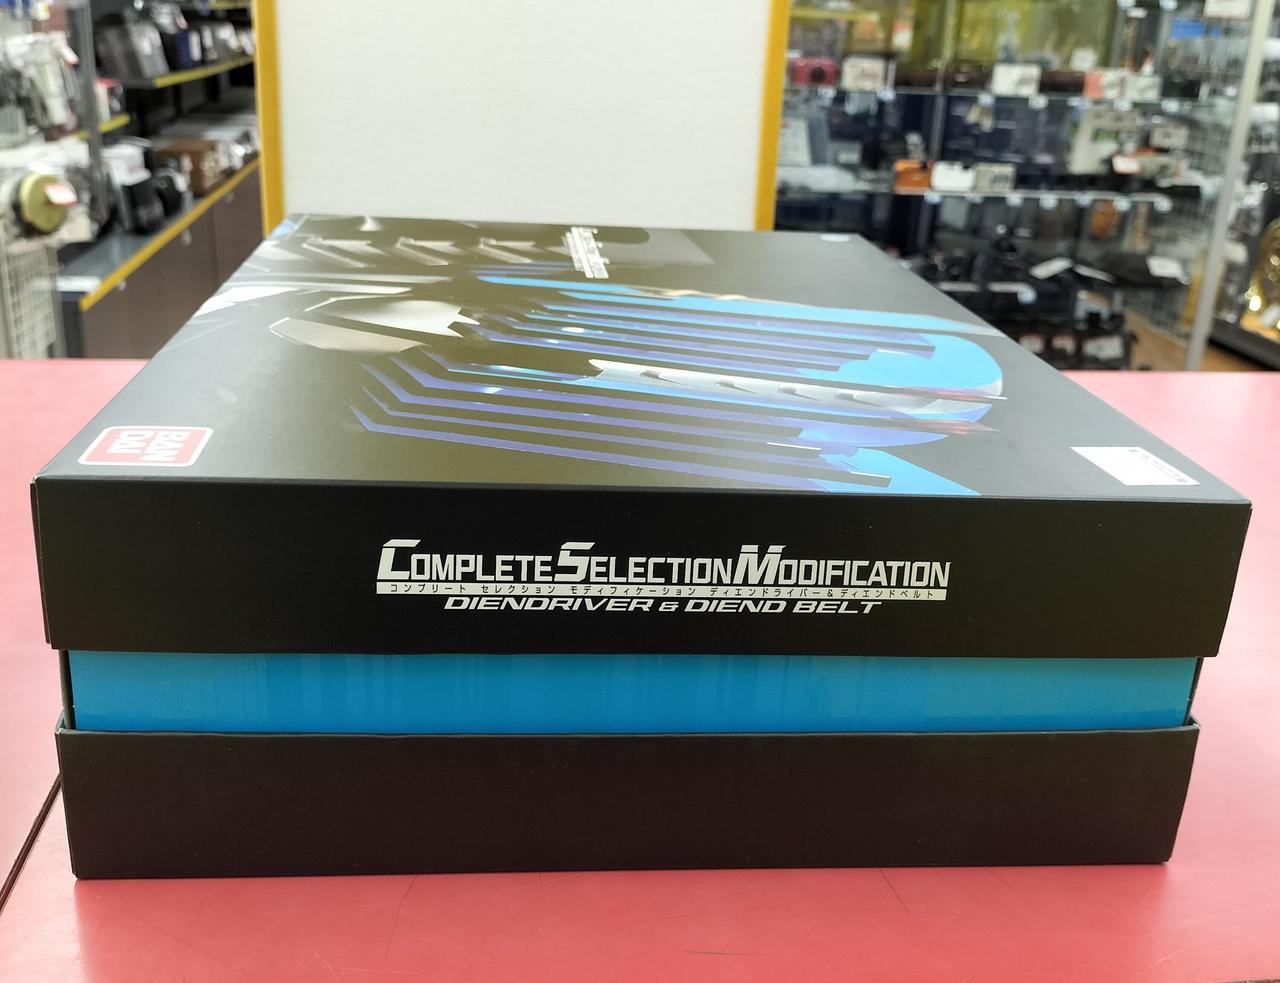 BAN
DAI
COMPLETE SELECTION MODIFICATION
コンプリート セレクション モディフィケーション ディエンドライバー&ディエンドベルト
DIENDRIVER & DIEND BELT